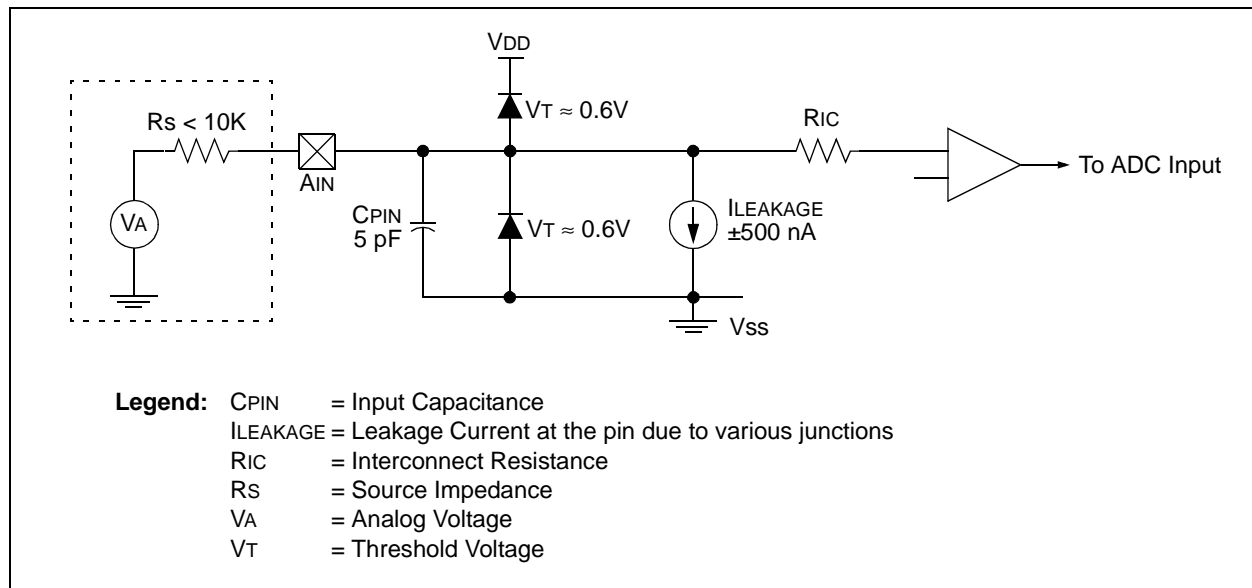 VDD
VT ≈ 0.6V
RS < 10K
RIC
AIN
To ADC Input
VA
CPIN
5 pF
VT ≈ 0.6V
ILEAKAGE
±500 nA
Vss
Legend: CPIN = Input Capacitance
ILEAKAGE = Leakage Current at the pin due to various junctions
RIC = Interconnect Resistance
RS = Source Impedance
VA = Analog Voltage
VT = Threshold Voltage